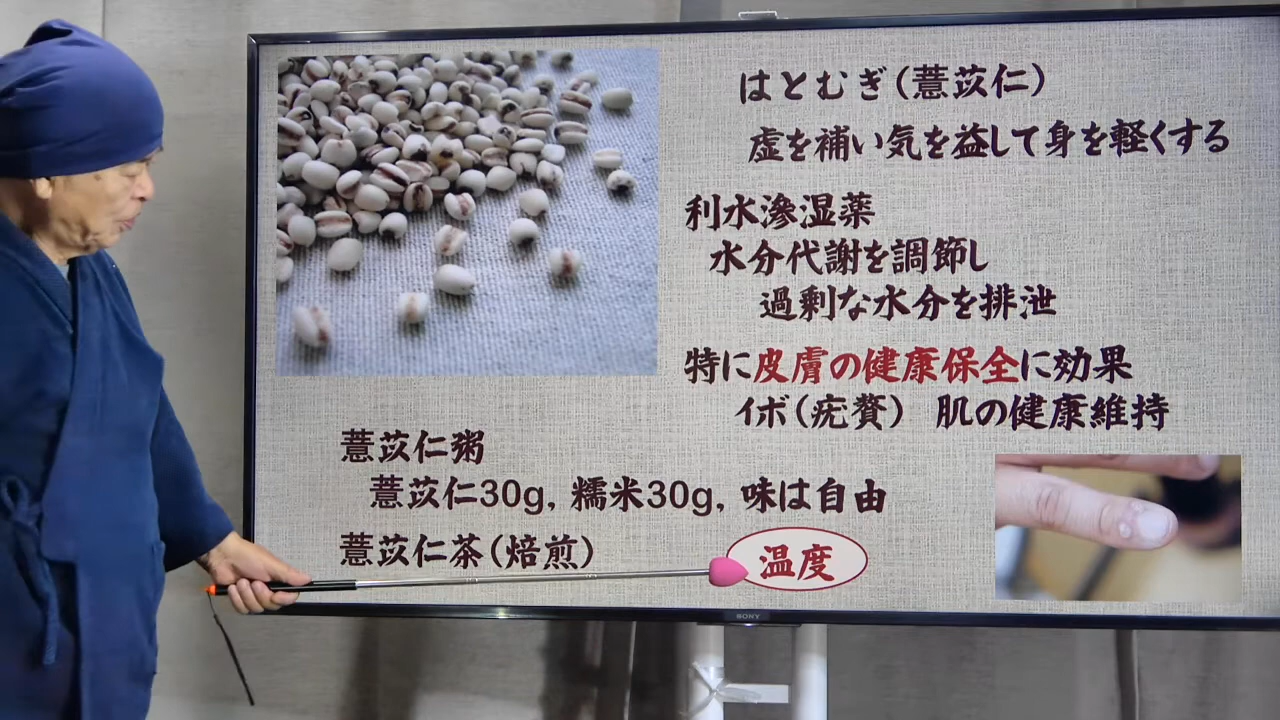 はとむぎ(薏苡仁)
虚を補い気を益して身を軽くする
利水滲湿薬
水分代謝を調節し
過剰な水分を排泄
特に皮膚の健康保全に効果
イボ(疣贅) 肌の健康維持
薏苡仁粥
薏苡仁30g, 糯米30g, 味は自由
薏苡仁茶(焙煎)
温度
SONY